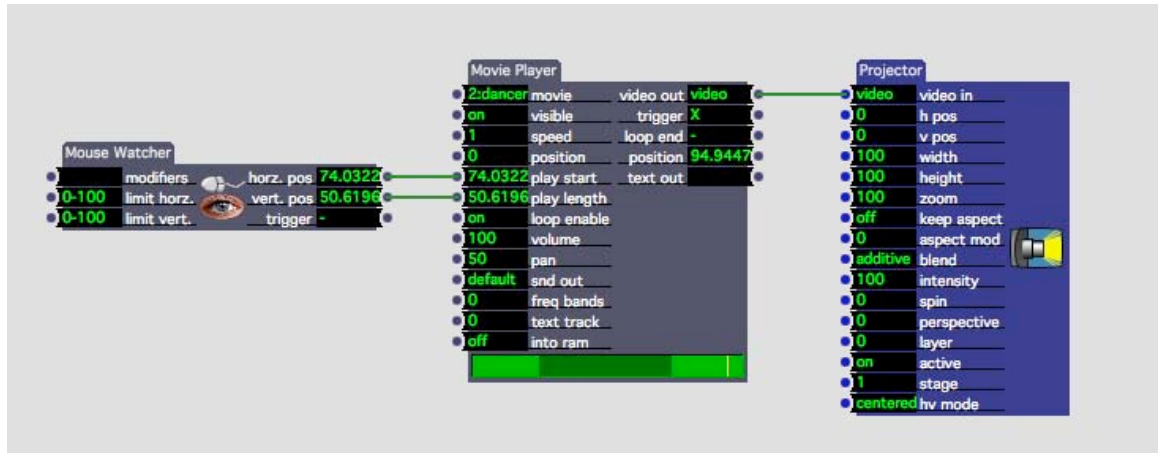 Mouse Watcher
modifiers horz. pos 74.0322
0-100 limit horz. vert. pos 50.6196
0-100 limit vert. trigger -
Movie Player
2:dancer movie video out video
on visible trigger X
1 speed loop end -
0 position position 94.9447
74.0322 play start text out
50.6196 play length
on loop enable
100 volume
50 pan
default snd out
0 freq bands
0 text track
off into ram
Projector
video video in
0 h pos
0 v pos
100 width
100 height
100 zoom
off keep aspect
0 aspect mod
additive blend
100 intensity
0 spin
0 perspective
0 layer
on active
1 stage
centered hv mode